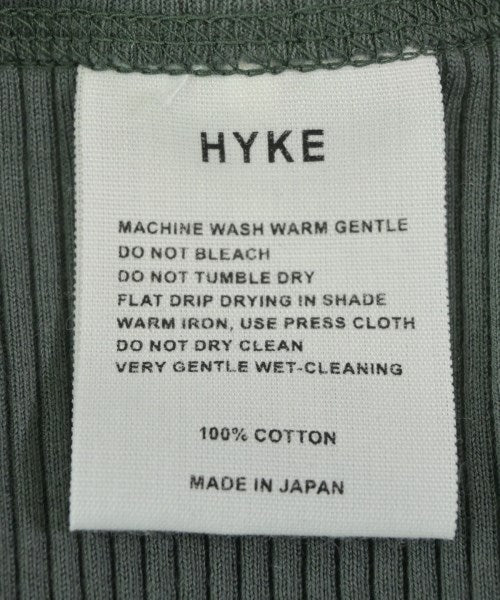 HYKE
MACHINE WASH WARM GENTLE
DO NOT BLEACH
DO NOT TUMBLE DRY
FLAT DRIP DRYING IN SHADE
WARM IRON, USE PRESS CLOTH
DO NOT DRY CLEAN
VERY GENTLE WET-CLEANING
100% COTTON
MADE IN JAPAN